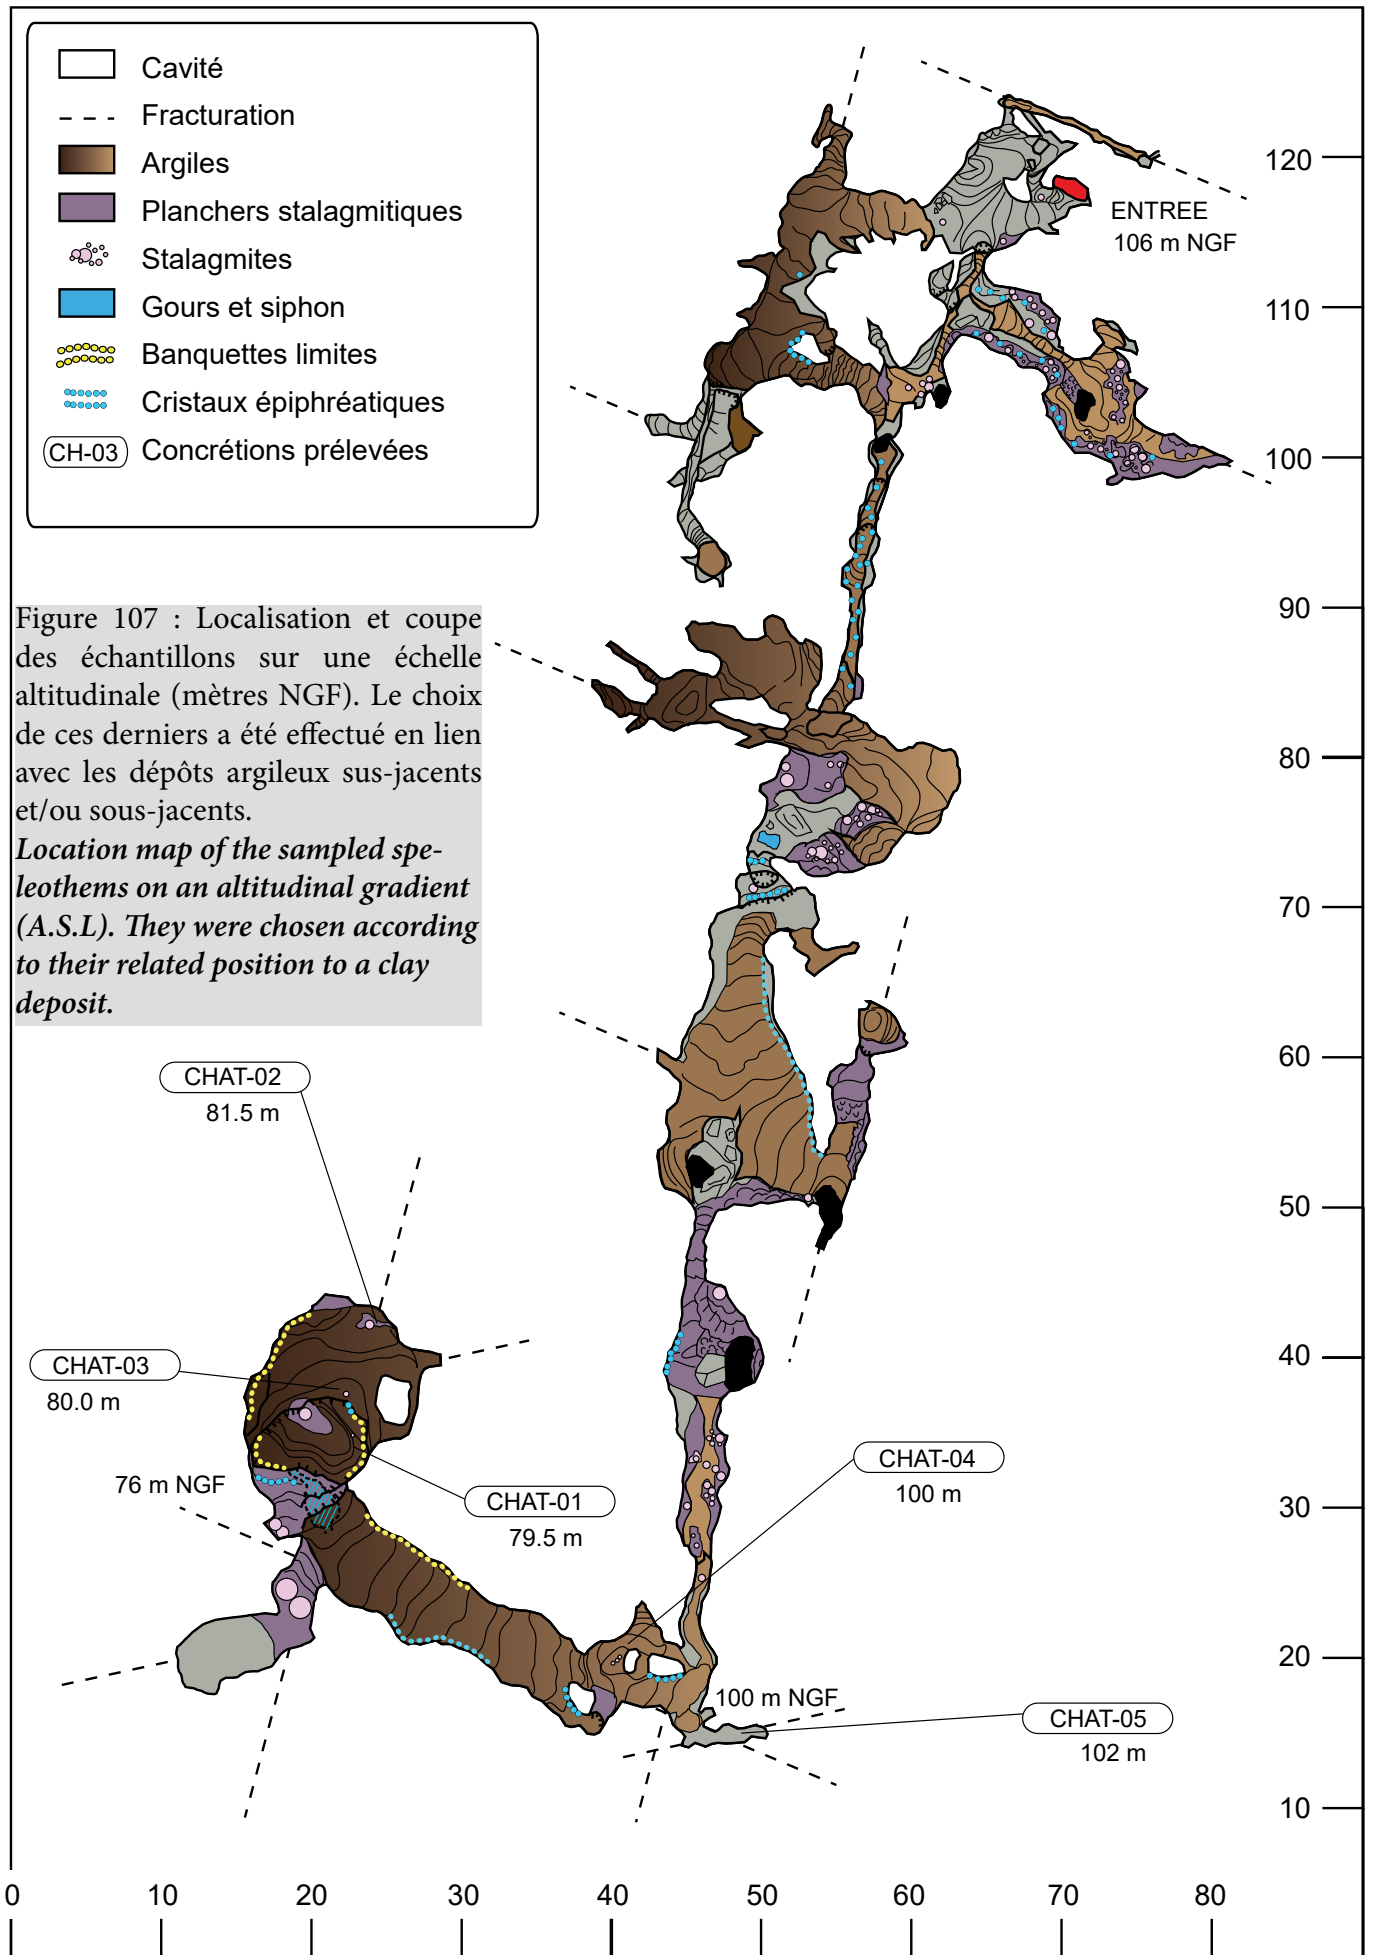 Cavité
Fracturation
Argiles
Planchers stalagmitiques
Stalagmites
Gours et siphon
Banquettes limites
Cristaux épiphréatiques
CH-03 Concrétions prélevées
120
ENTREE
106 m NGF
110
100
90
Figure 107 : Localisation et coupe
des échantillons sur une échelle
altitudinale (mètres NGF). Le choix
de ces derniers a été effectué en lien
avec les dépôts argileux sus-jacents
et/ou sous-jacents.
Location map of the sampled spe-
leothems on an altitudinal gradient
(A.S.L). They were chosen according
to their related position to a clay
deposit.
80
70
60
CHAT-02
81.5 m
50
CHAT-03
80.0 m
40
76 m NGF
CHAT-01
79.5 m
CHAT-04
100 m
30
20
100 m NGF
CHAT-05
102 m
10
0 10 20 30 40 50 60 70 80